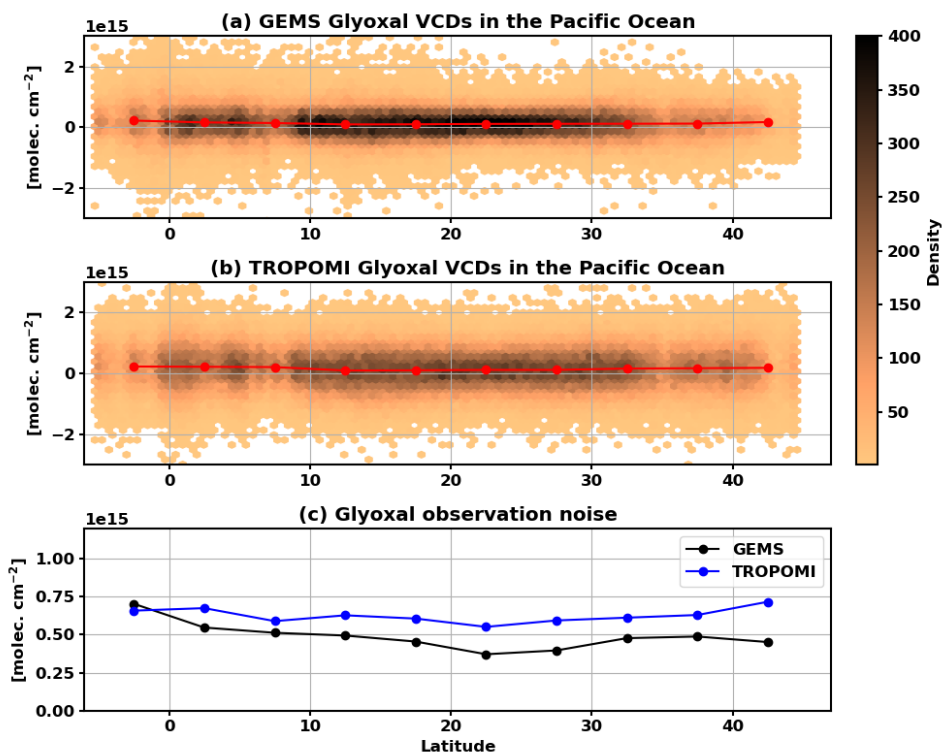 (a) GEMS Glyoxal VCDs in the Pacific Ocean
1e15
[molec. cm⁻²]
2
0
−2
0 10 20 30 40
(b) TROPOMI Glyoxal VCDs in the Pacific Ocean
1e15
[molec. cm⁻²]
2
0
−2
0 10 20 30 40
400
350
300
250
200
150
100
50
Density
(c) Glyoxal observation noise
1e15
[molec. cm⁻²]
1.00
0.75
0.50
0.25
0.00
GEMS
TROPOMI
0 10 20 30 40
Latitude